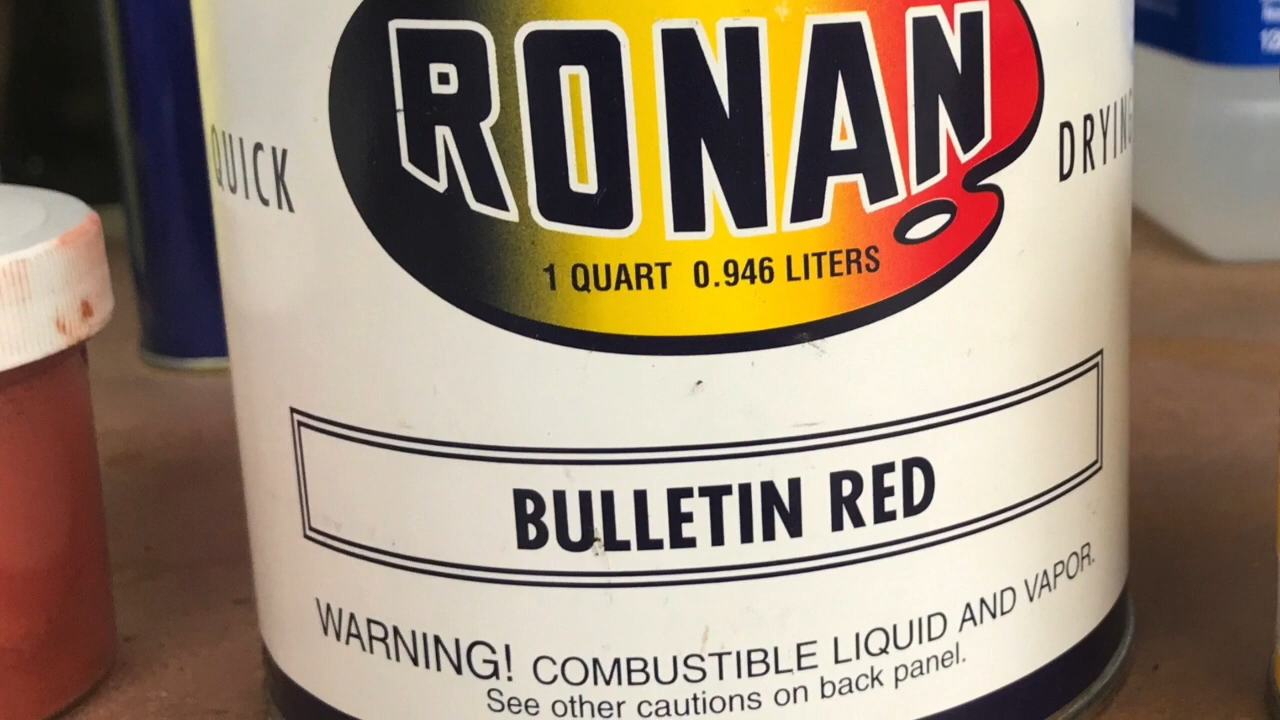 RONAN
QUICK DRYING
1 QUART 0.946 LITERS
BULLETIN RED
WARNING! COMBUSTIBLE LIQUID AND VAPOR.
See other cautions on back panel.